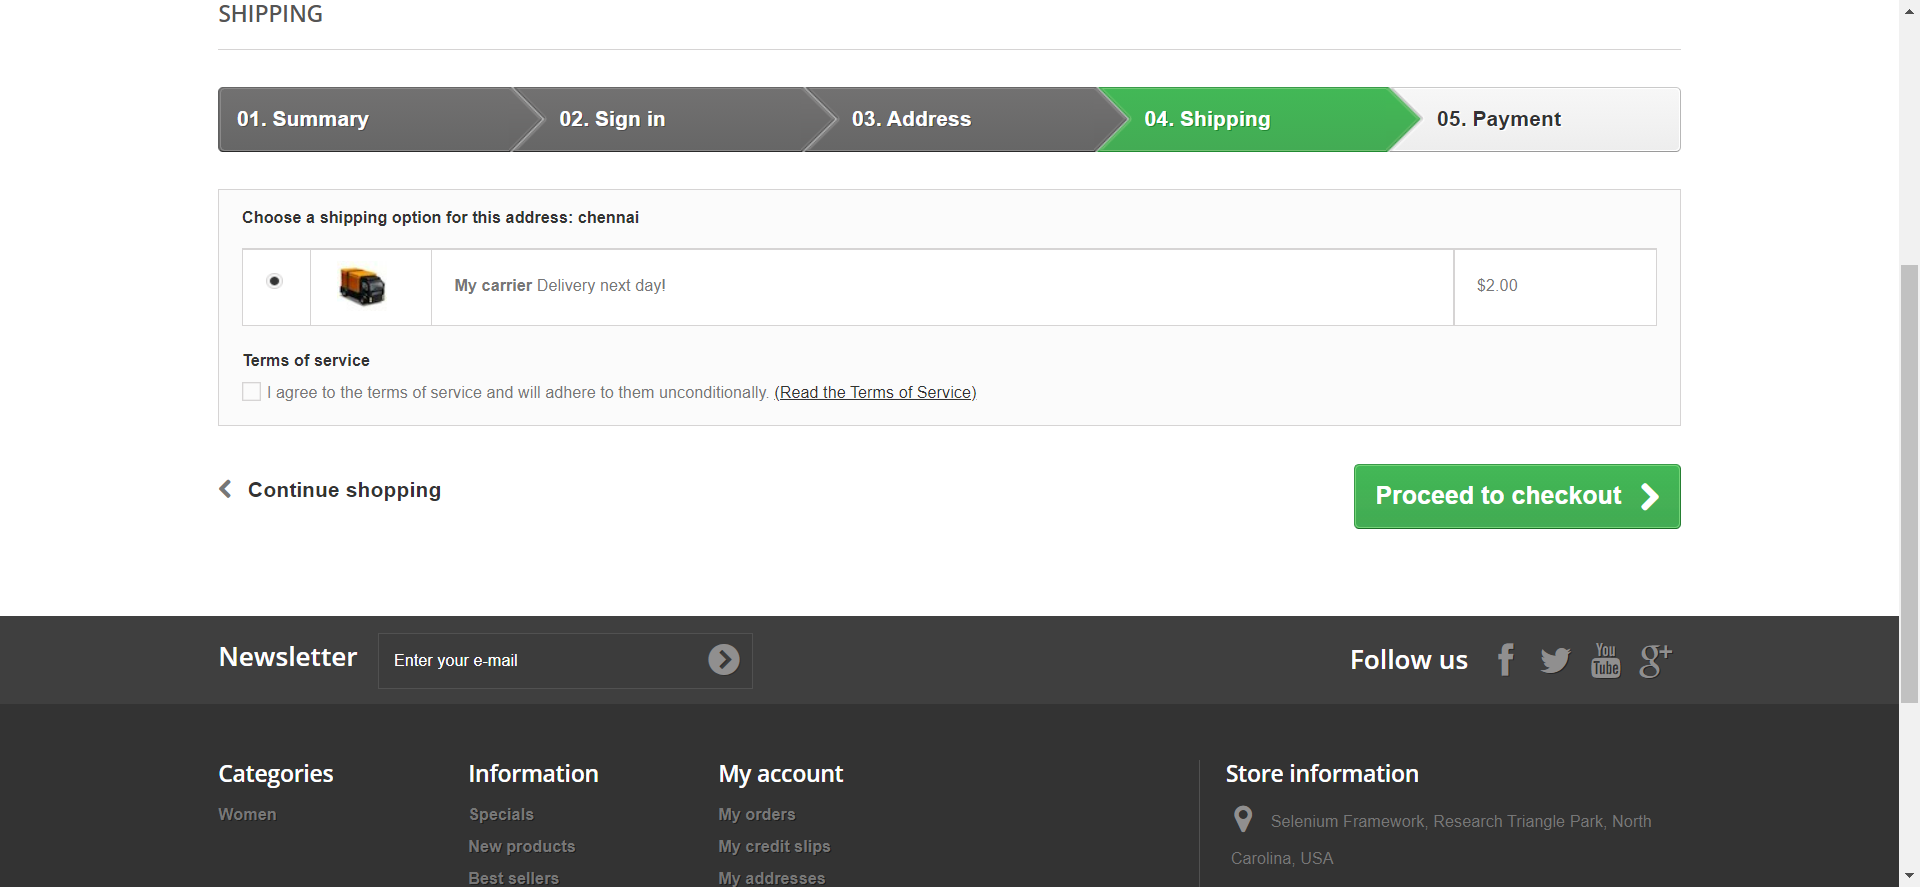 SHIPPING
01. Summary
02. Sign in
03. Address
04. Shipping
05. Payment
Choose a shipping option for this address: chennai
My carrier Delivery next day!
$2.00
Terms of service
I agree to the terms of service and will adhere to them unconditionally. (Read the Terms of Service)
Continue shopping
Proceed to checkout
Newsletter
Enter your e-mail
Follow us
You
Tube
g+
Categories
Women
Information
Specials
New products
Best sellers
My account
My orders
My credit slips
My addresses
Store information
Selenium Framework, Research Triangle Park, North
Carolina, USA